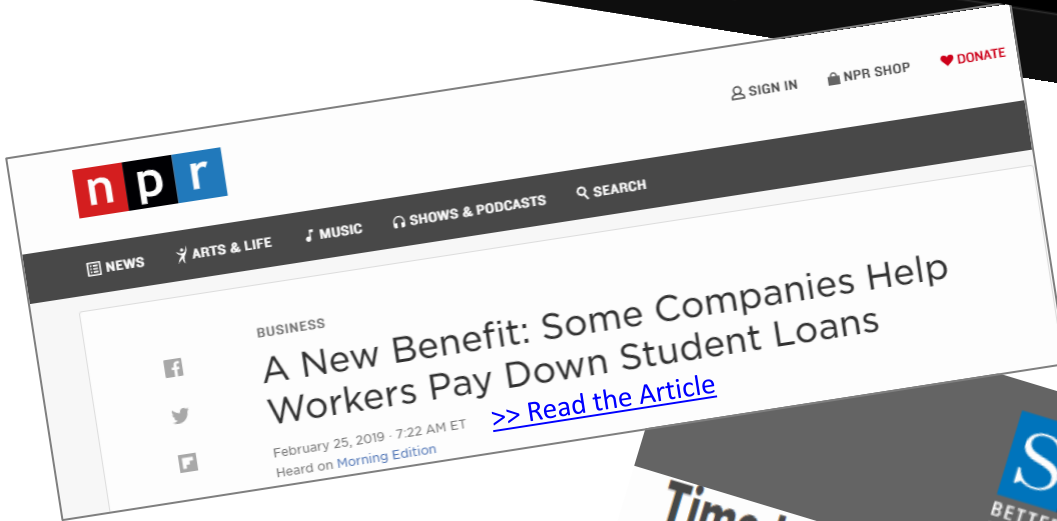 SIGN IN NPR SHOP DONATE
n p r
NEWS ARTS & LIFE MUSIC SHOWS & PODCASTS SEARCH
BUSINESS
A New Benefit: Some Companies Help
Workers Pay Down Student Loans
>> Read the Article
February 25, 2019 · 7:22 AM ET
Heard on Morning Edition
S